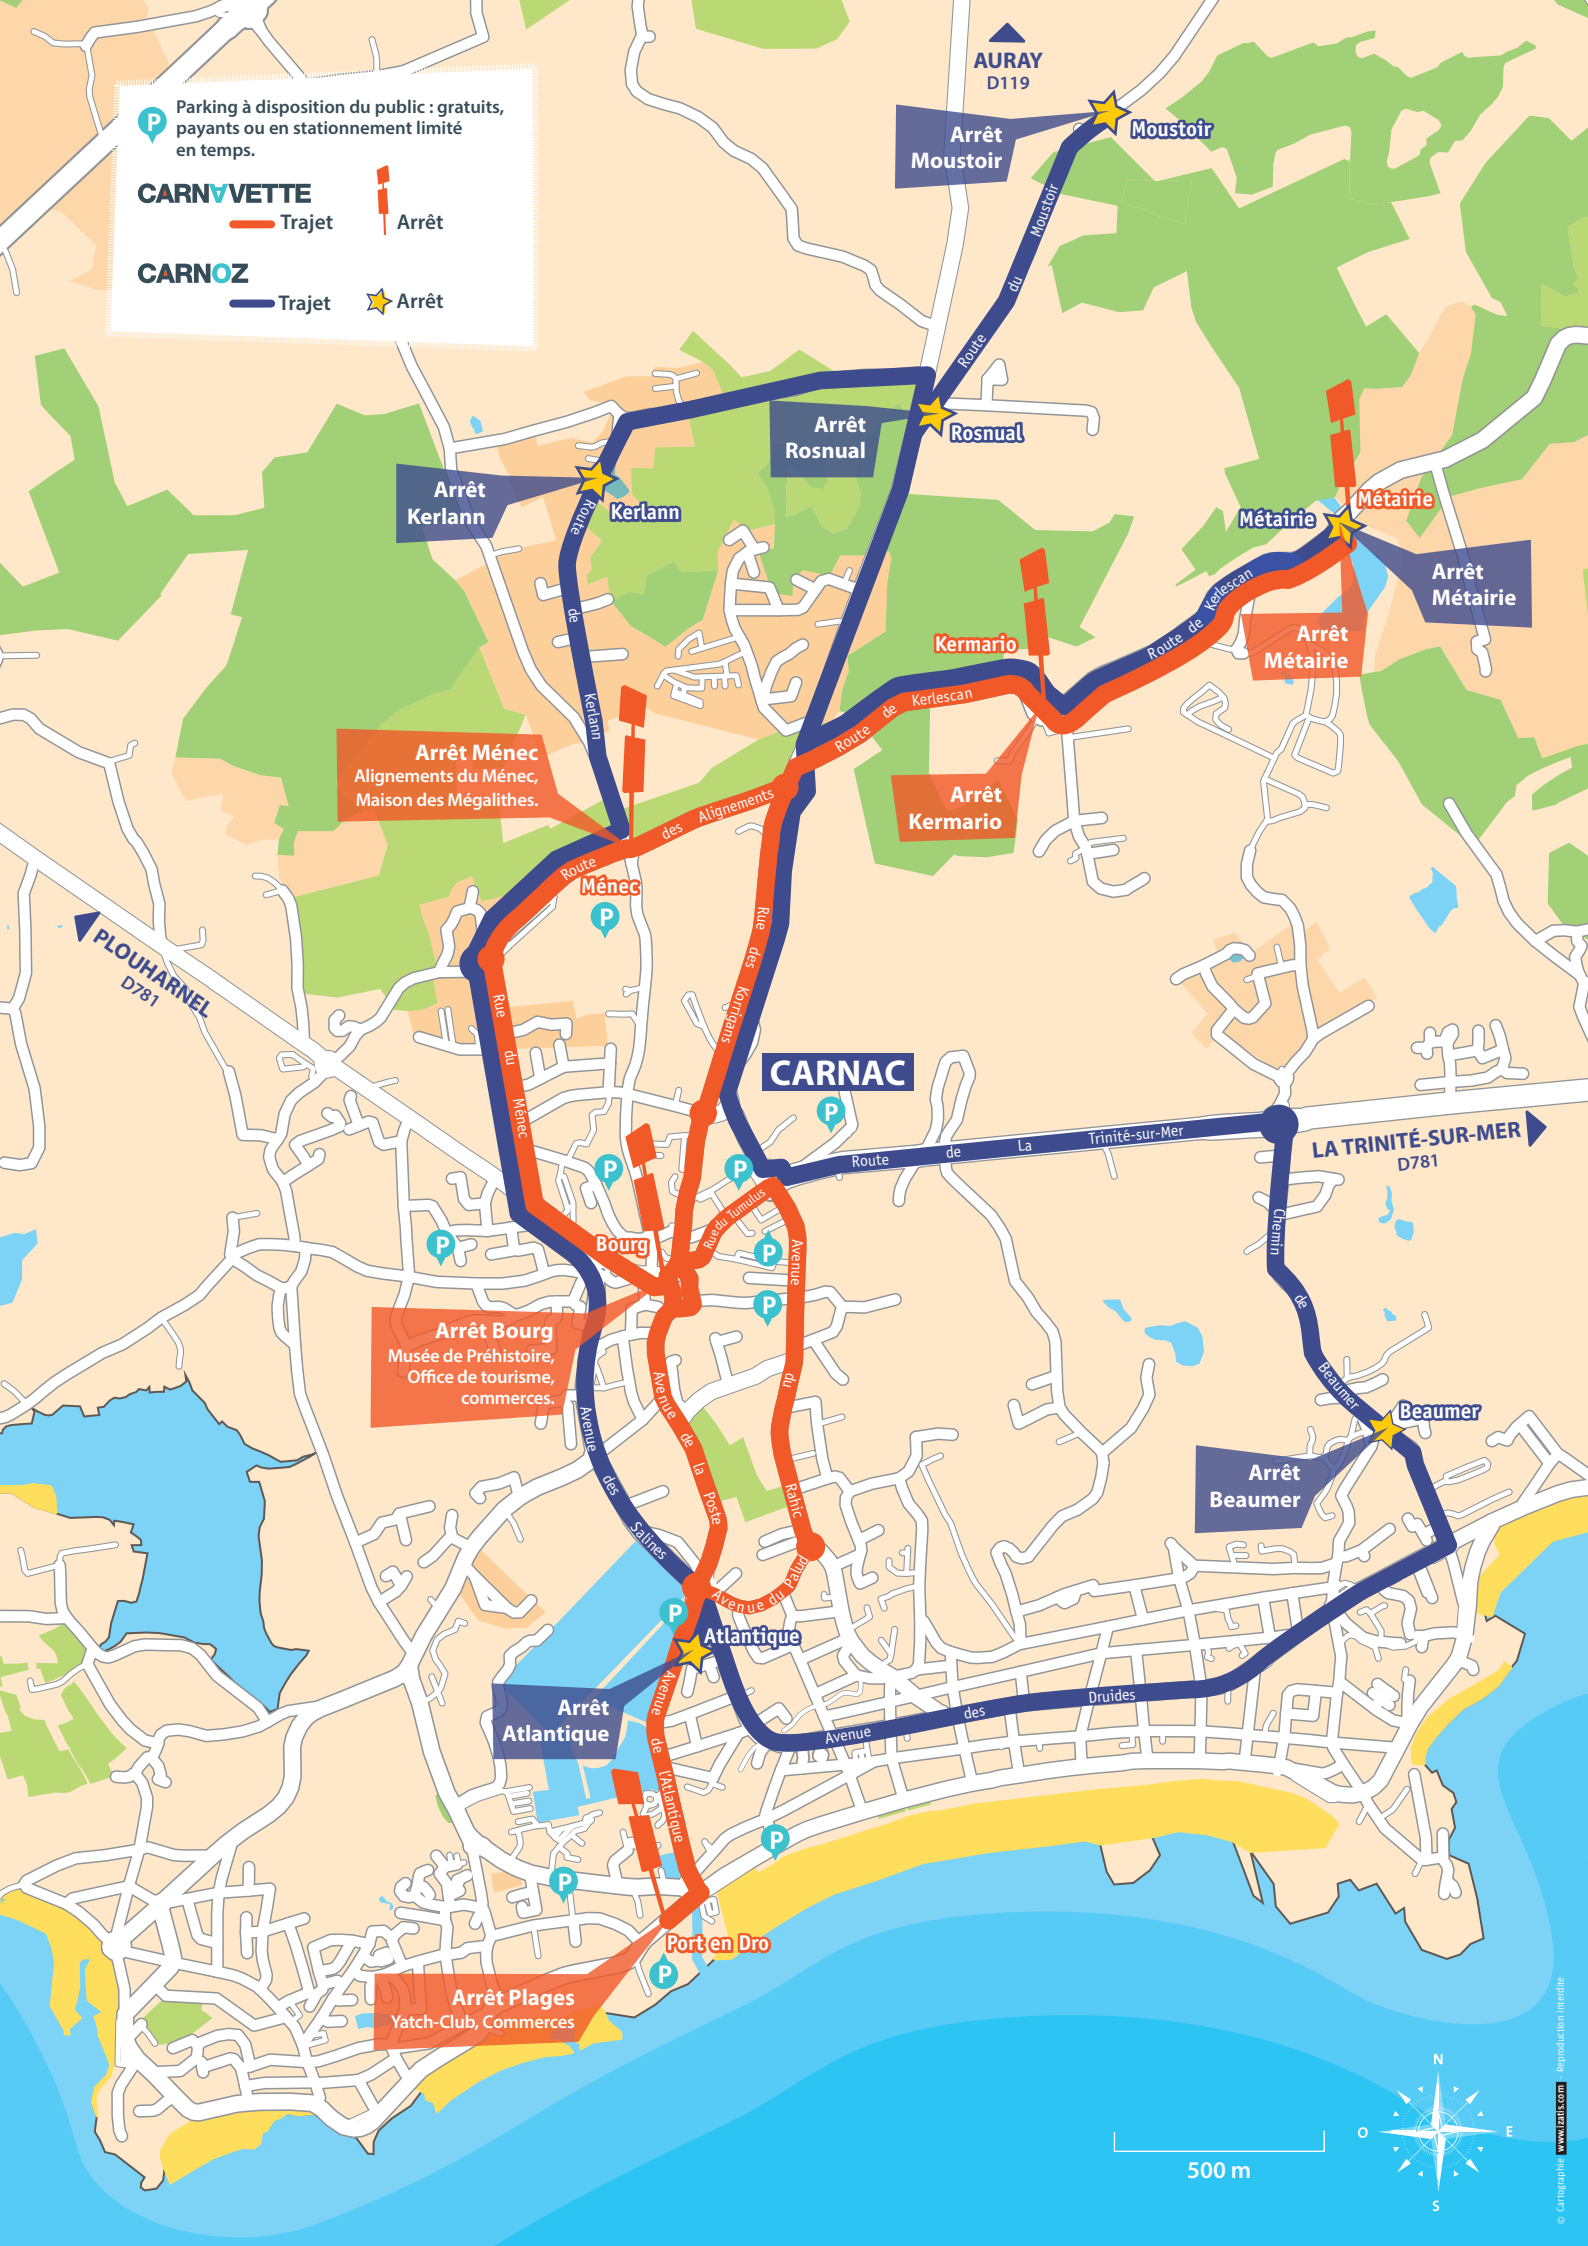 AURAY
D119
Parking à disposition du public : gratuits,
payants ou en stationnement limité
en temps.
P
CARNAVETTE
Trajet
Arrêt
CARNOZ
Trajet
Arrêt
Arrêt
Moustoir
Moustoir
Route du Moustoir
Arrêt
Rosnual
Rosnual
Arrêt
Kerlann
Kerlann
Route de Kerlann
Métairie
Métairie
Arrêt
Métairie
Arrêt
Métairie
Kermario
Route de Kerlescan
Route de Kerlescan
Arrêt
Kermario
Arrêt Ménec
Alignements du Ménec,
Maison des Mégalithes.
Route des Alignements
Ménec
P
PLOUHARNEL
D781
Rue du Ménec
Rue des Korrigans
CARNAC
P
Route de La Trinité-sur-Mer
LA TRINITÉ-SUR-MER
D781
P
P
P
Rue du Tumulus
Bourg
P
P
Avenue du Rahic
Chemin de Beaumer
Arrêt Bourg
Musée de Préhistoire,
Office de tourisme,
commerces.
Avenue de la Poste
Avenue des Salines
Beaumer
Arrêt
Beaumer
Avenue du Palud
P
Atlantique
Arrêt
Atlantique
Avenue des Druides
Avenue de l'Atlantique
P
P
Port en Dro
P
Arrêt Plages
Yatch-Club, Commerces
N
O
E
S
500 m
© Cartographie www.izatis.com - Reproduction interdite